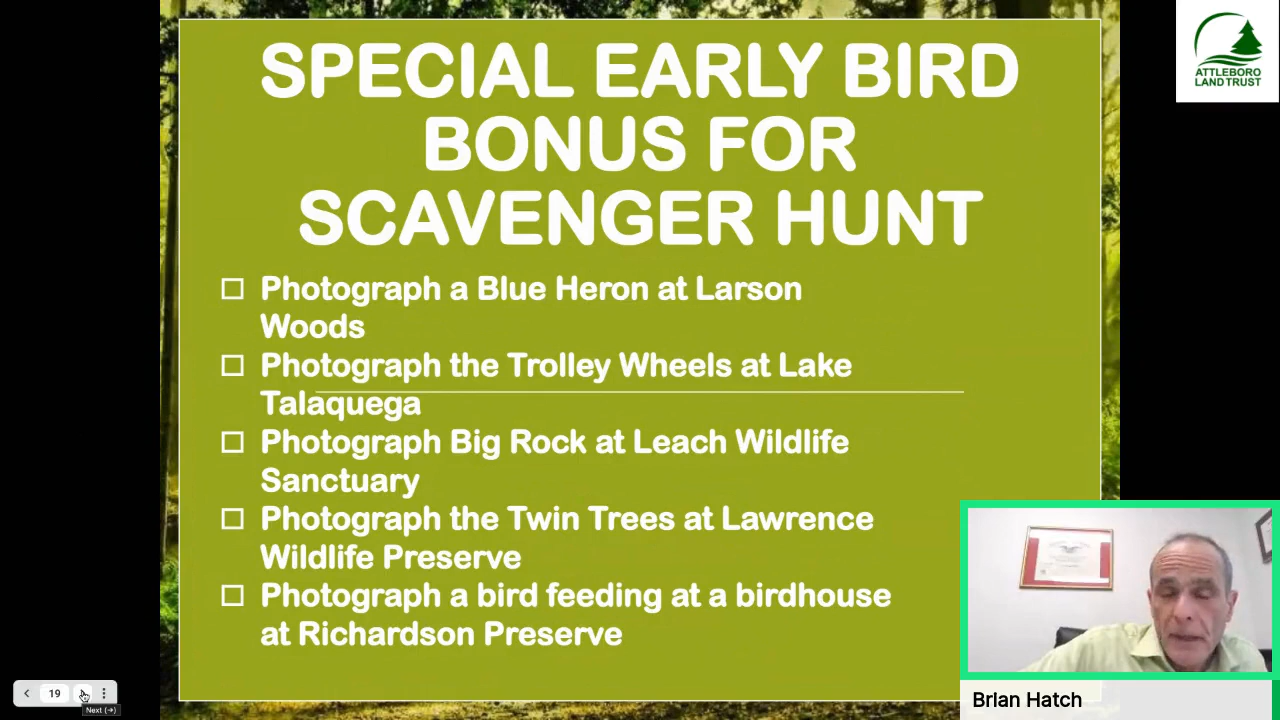 SPECIAL EARLY BIRD
BONUS FOR
SCAVENGER HUNT
Photograph a Blue Heron at Larson
Woods
Photograph the Trolley Wheels at Lake
Talaquega
Photograph Big Rock at Leach Wildlife
Sanctuary
Photograph the Twin Trees at Lawrence
Wildlife Preserve
Photograph a bird feeding at a birdhouse
at Richardson Preserve
ATTLEBORO
LAND TRUST
Brian Hatch
19
Next (→)